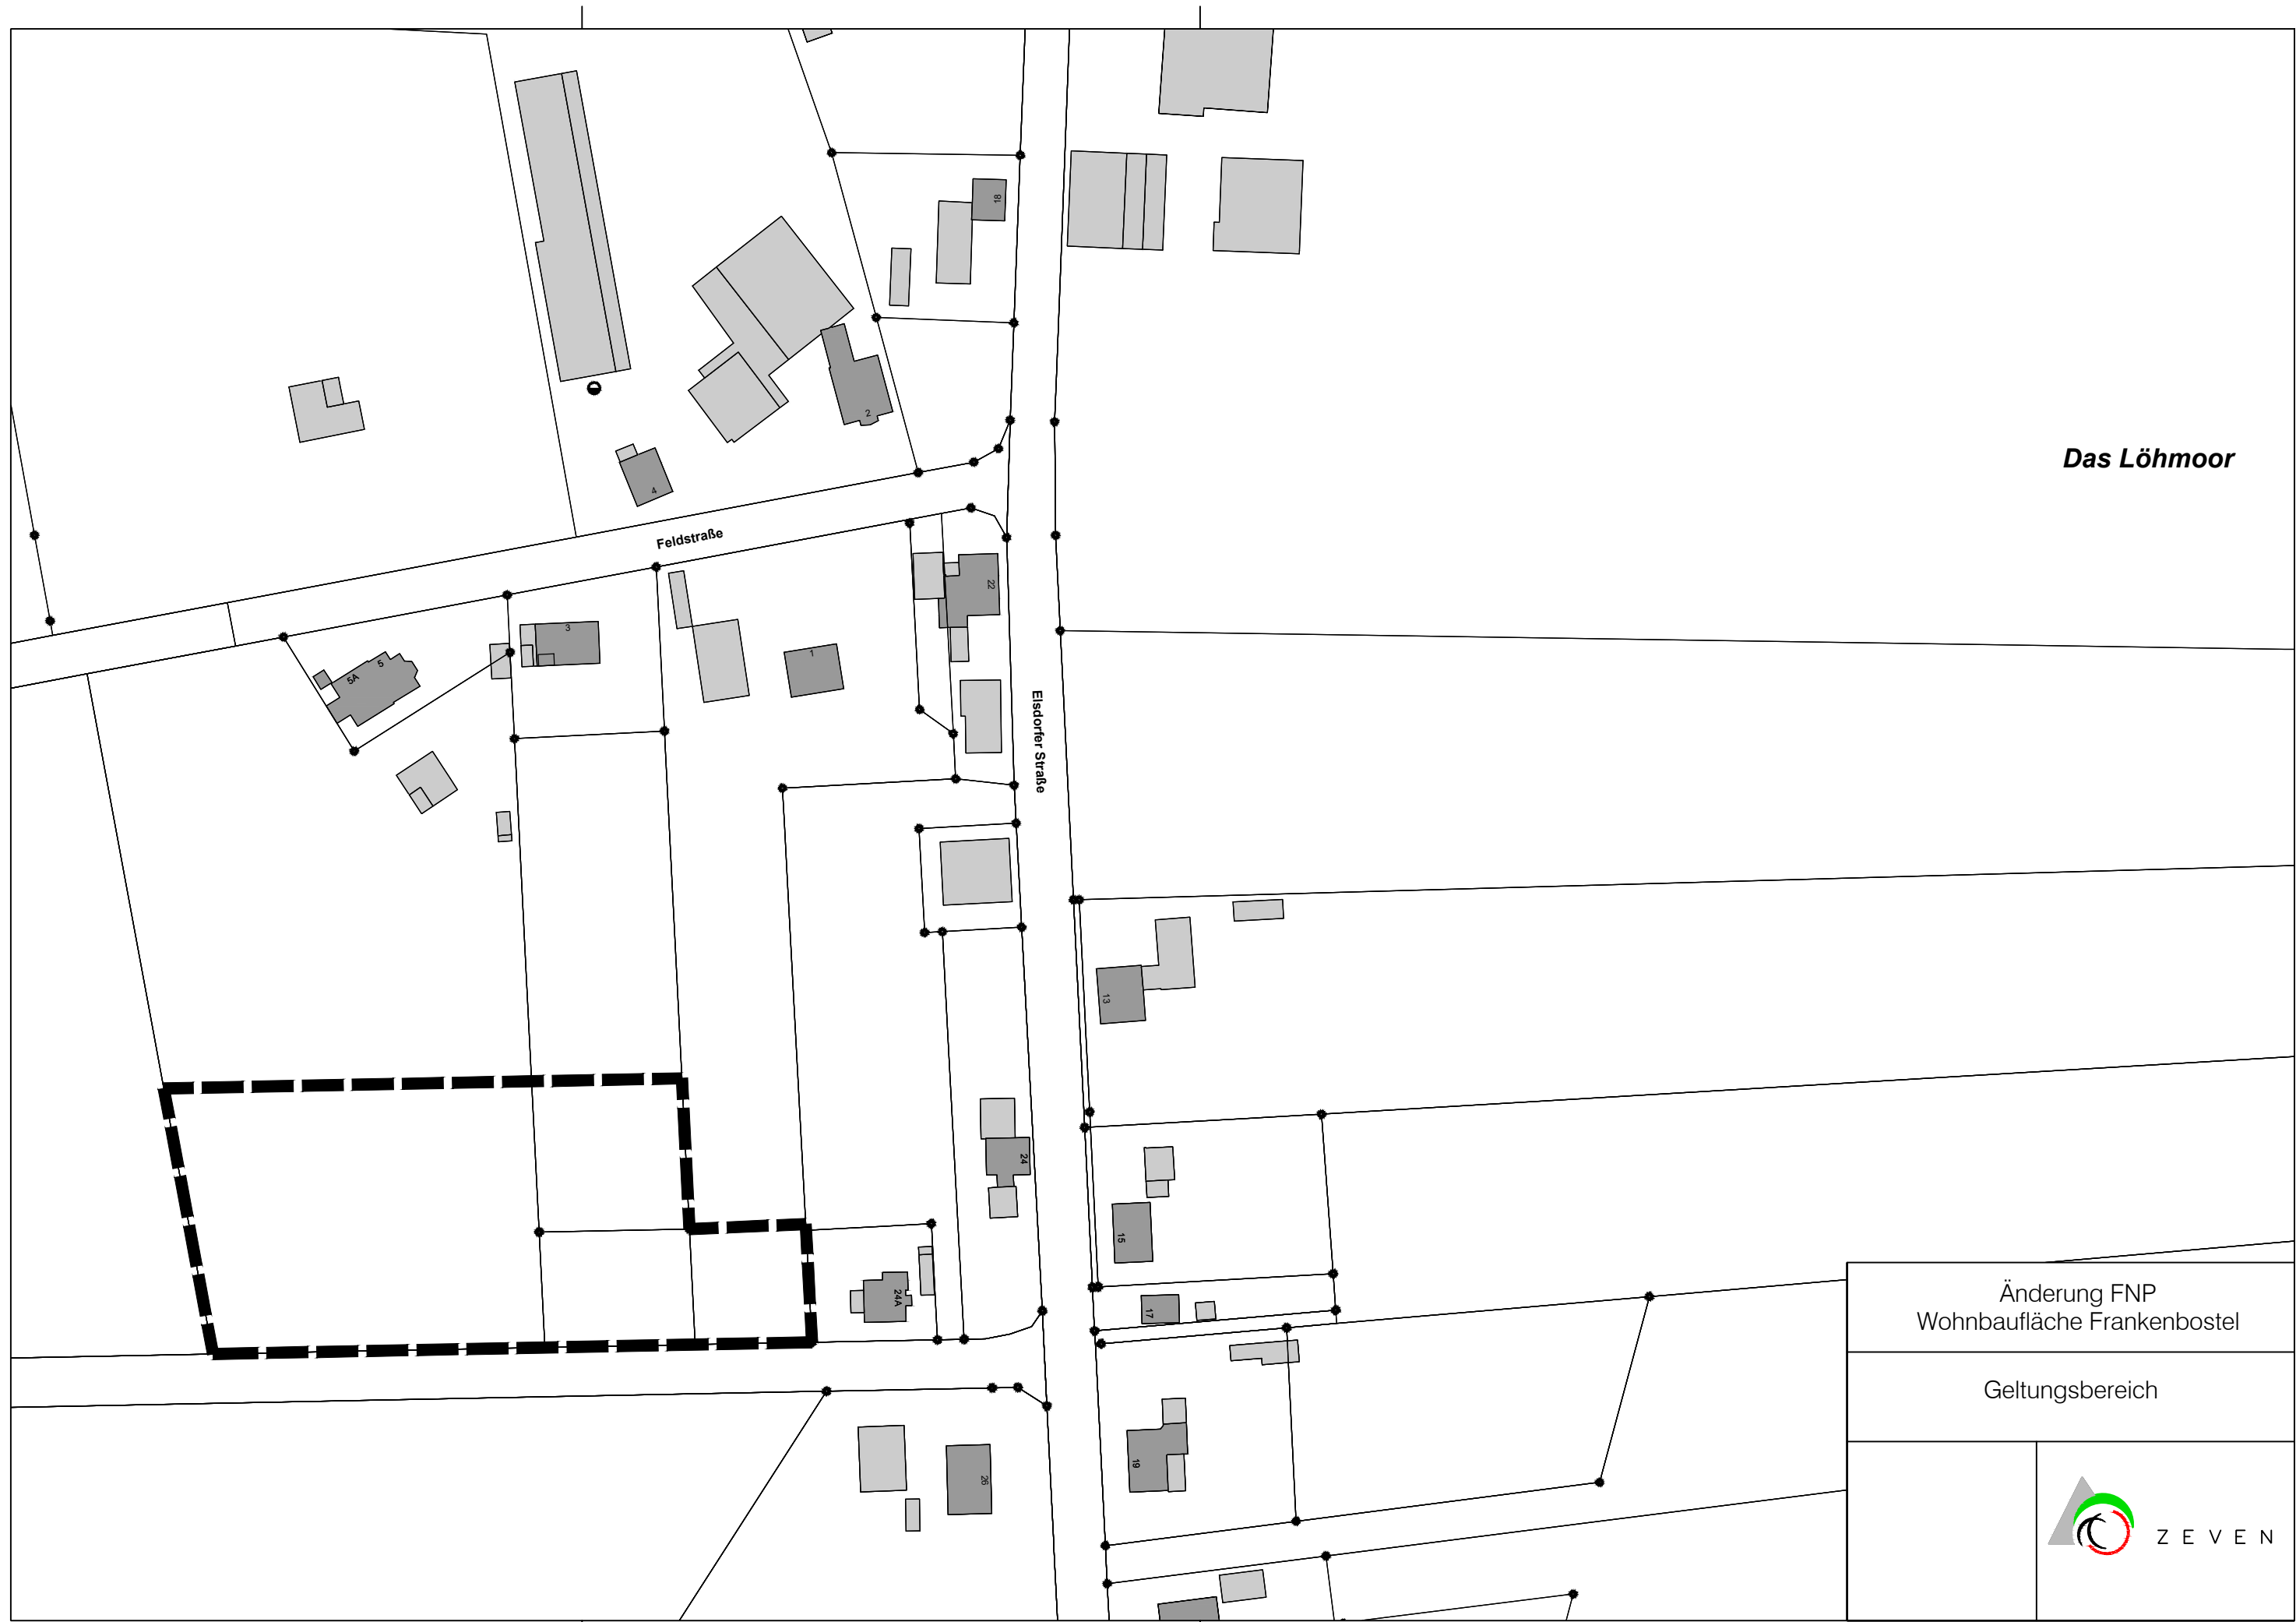 18
2
Das Löhmoor
4
Feldstraße
22
3
1
5
5A
Elsdorfer Straße
13
24
15
24A
17
Änderung FNP
Wohnbaufläche Frankenbostel
Geltungsbereich
19
26
ZEVEN